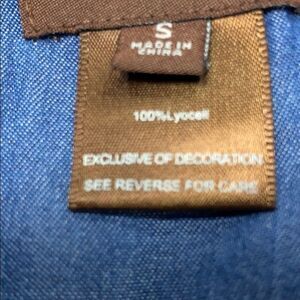 S
MADE IN
CHINA
100%Lyocell
EXCLUSIVE OF DECORATION
SEE REVERSE FOR CARE